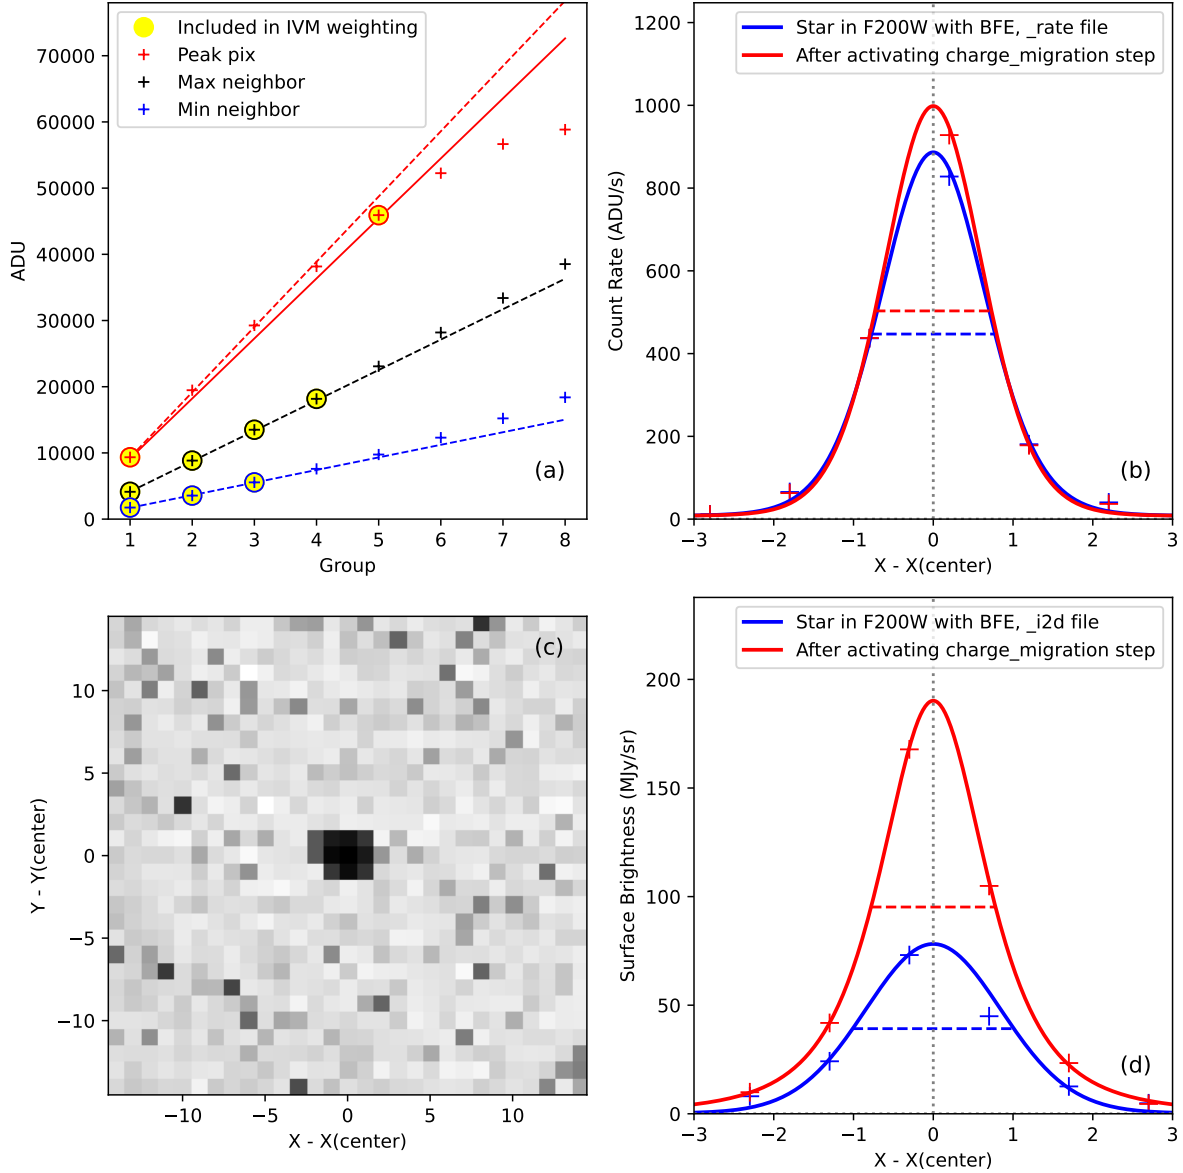 Included in IVM weighting
Peak pix
Max neighbor
Min neighbor
70000
60000
50000
40000
30000
20000
10000
0
ADU
(a)
1 2 3 4 5 6 7 8
Group
Star in F200W with BFE, _rate file
After activating charge_migration step
1200
1000
800
600
400
200
0
Count Rate (ADU/s)
(b)
−3 −2 −1 0 1 2 3
X - X(center)
(c)
10
5
0
−5
−10
Y - Y(center)
−10 −5 0 5 10
X - X(center)
Star in F200W with BFE, _i2d file
After activating charge_migration step
200
150
100
50
0
Surface Brightness (MJy/sr)
(d)
−3 −2 −1 0 1 2 3
X - X(center)